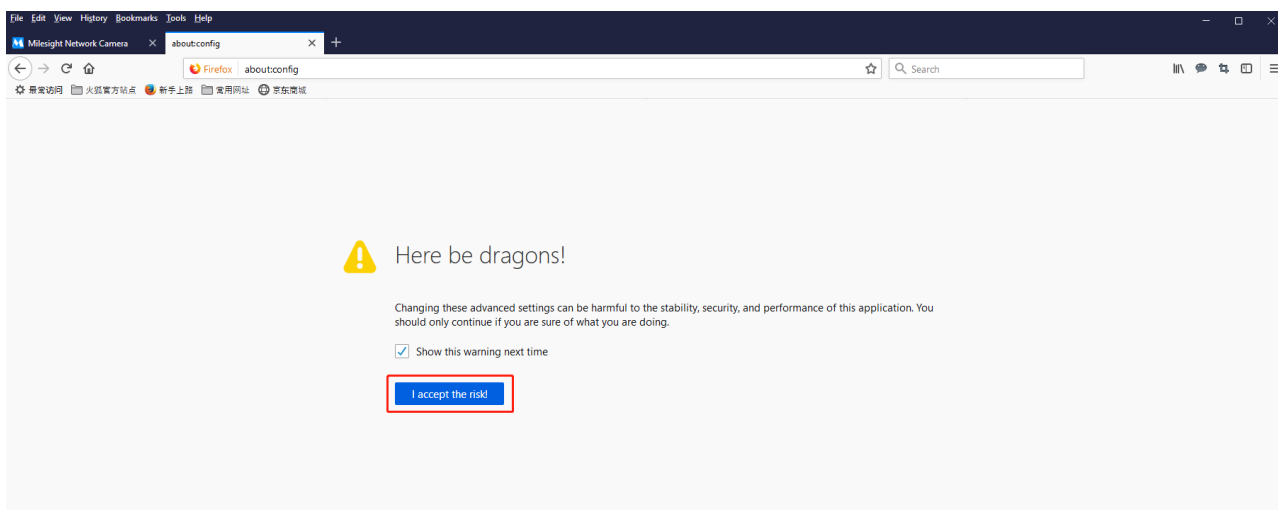 File Edit View History Bookmarks Tools Help
Milesight Network Camera about:config
Firefox about:config Search
最常访问 火狐官方站点 新手上路 常用网址 京东商城
Here be dragons!
Changing these advanced settings can be harmful to the stability, security, and performance of this application. You
should only continue if you are sure of what you are doing.
Show this warning next time
I accept the risk!